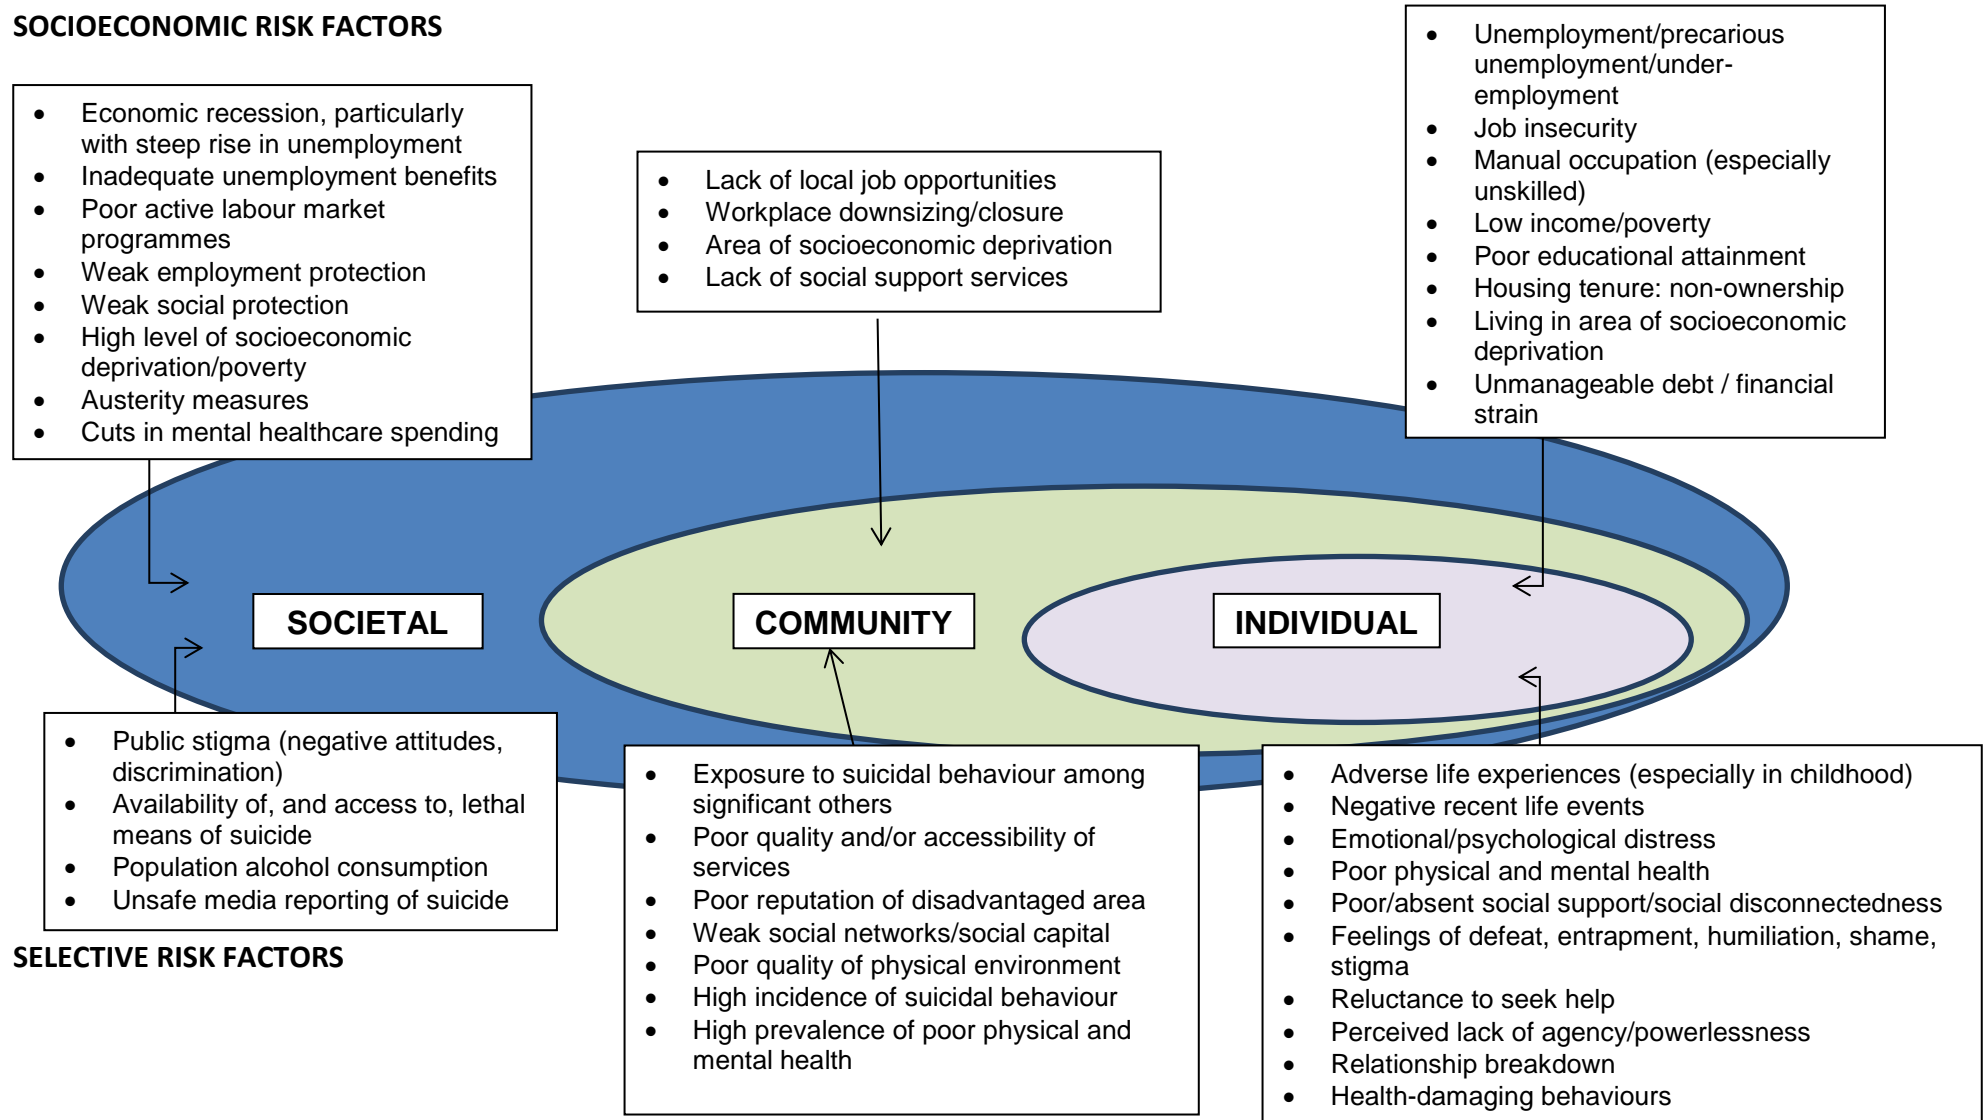 SOCIOECONOMIC RISK FACTORS
• Economic recession, particularly
with steep rise in unemployment
• Inadequate unemployment benefits
• Poor active labour market
programmes
• Weak employment protection
• Weak social protection
• High level of socioeconomic
deprivation/poverty
• Austerity measures
• Cuts in mental healthcare spending
• Lack of local job opportunities
• Workplace downsizing/closure
• Area of socioeconomic deprivation
• Lack of social support services
• Unemployment/precarious
unemployment/under-
employment
• Job insecurity
• Manual occupation (especially
unskilled)
• Low income/poverty
• Poor educational attainment
• Housing tenure: non-ownership
• Living in area of socioeconomic
deprivation
• Unmanageable debt / financial
strain
SOCIETAL
COMMUNITY
INDIVIDUAL
• Public stigma (negative attitudes,
discrimination)
• Availability of, and access to, lethal
means of suicide
• Population alcohol consumption
• Unsafe media reporting of suicide
• Exposure to suicidal behaviour among
significant others
• Poor quality and/or accessibility of
services
• Poor reputation of disadvantaged area
• Weak social networks/social capital
• Poor quality of physical environment
• High incidence of suicidal behaviour
• High prevalence of poor physical and
mental health
• Adverse life experiences (especially in childhood)
• Negative recent life events
• Emotional/psychological distress
• Poor physical and mental health
• Poor/absent social support/social disconnectedness
• Feelings of defeat, entrapment, humiliation, shame,
stigma
• Reluctance to seek help
• Perceived lack of agency/powerlessness
• Relationship breakdown
• Health-damaging behaviours
SELECTIVE RISK FACTORS